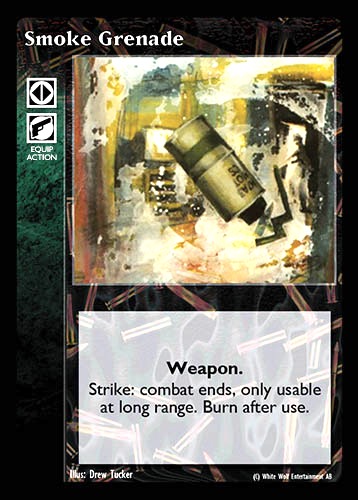 Smoke Grenade
EQUIP
ACTION
Weapon.
Strike: combat ends, only usable
at long range. Burn after use.
Illus: Drew Tucker
(C) White Wolf Entertainment AB